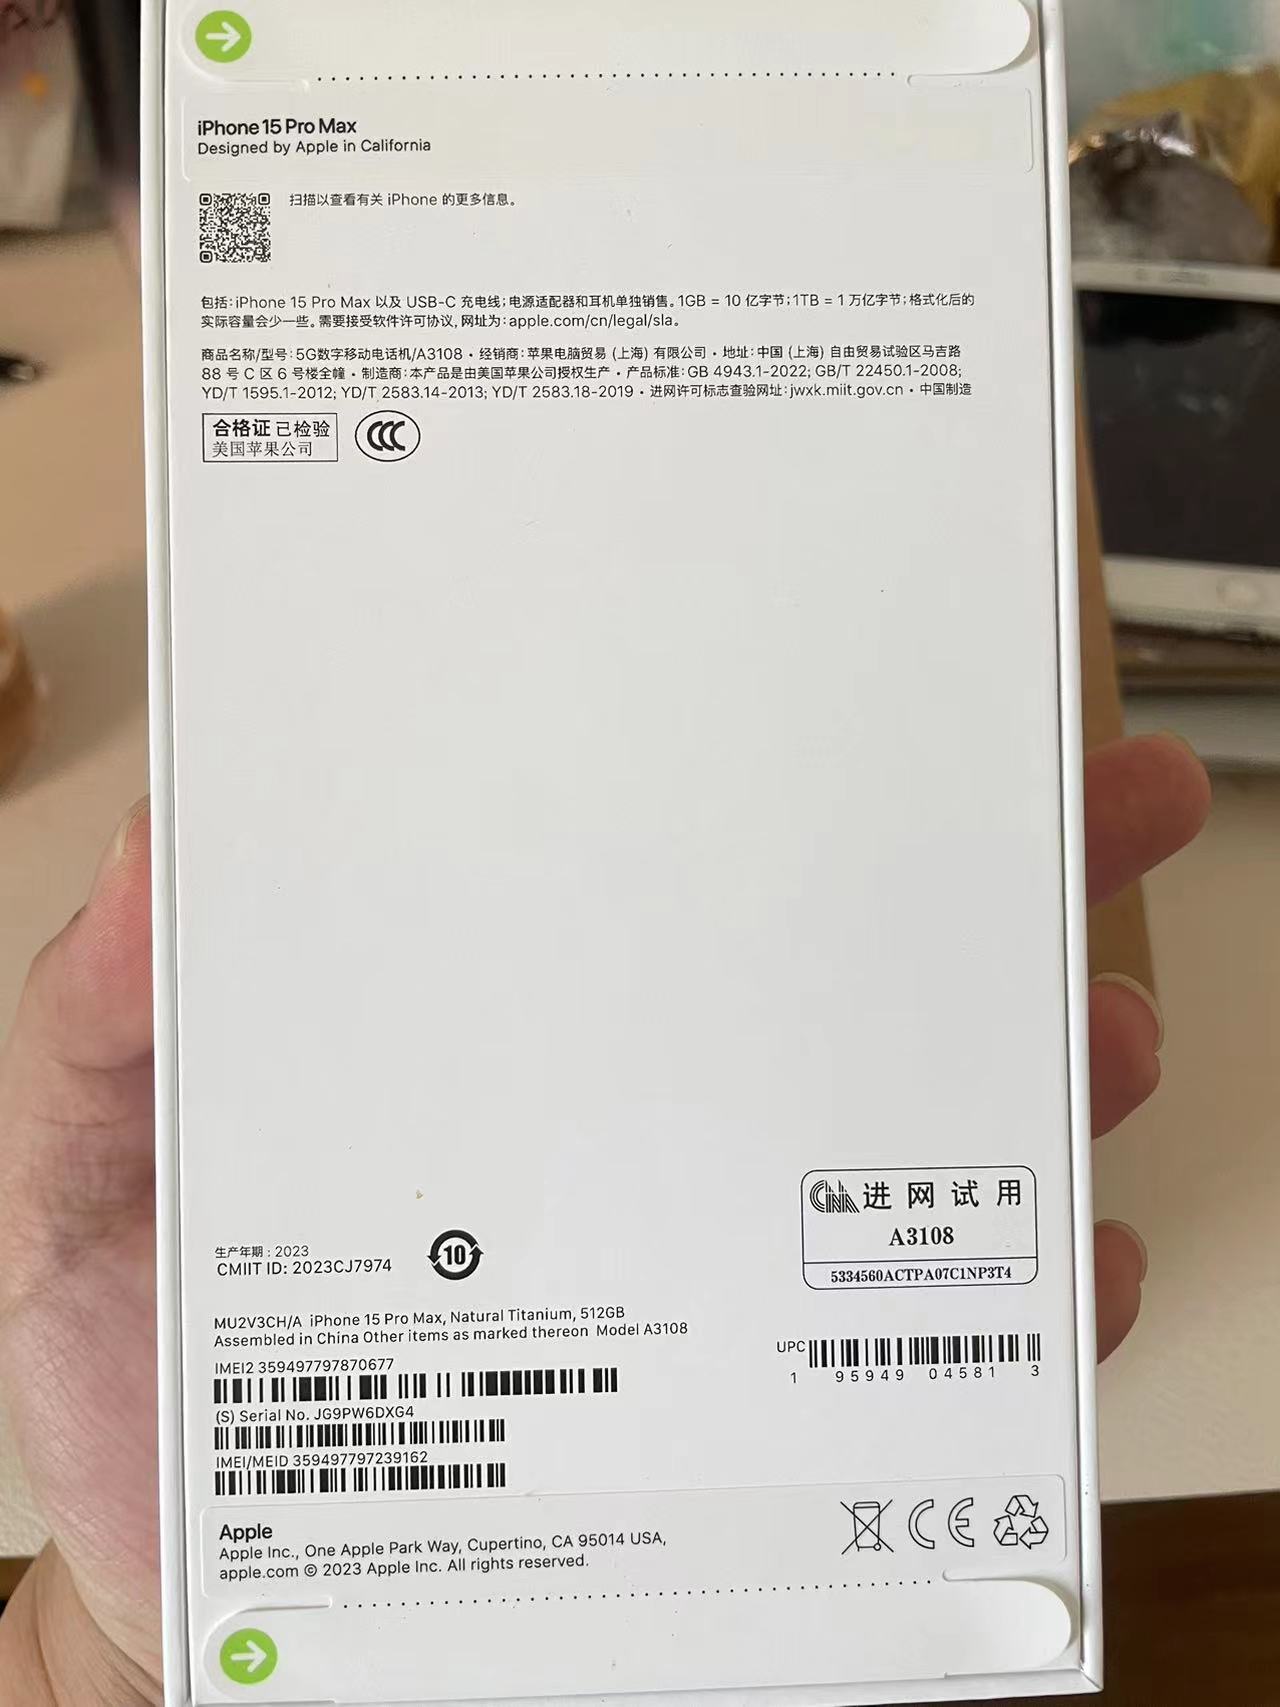 iPhone 15 Pro Max
Designed by Apple in California
扫描以查看有关 iPhone 的更多信息。
包括：iPhone 15 Pro Max 以及 USB-C 充电线；电源适配器和耳机单独销售。1GB = 10 亿字节；1TB = 1 万亿字节；格式化后的
实际容量会少一些。需要接受软件许可协议，网址为：apple.com/cn/legal/sla。
商品名称/型号：5G数字移动电话机/A3108 • 经销商：苹果电脑贸易 (上海) 有限公司 • 地址：中国 (上海) 自由贸易试验区马吉路
88 号 C 区 6 号楼全幢 • 制造商：本产品是由美国苹果公司授权生产 • 产品标准：GB 4943.1-2022; GB/T 22450.1-2008;
YD/T 1595.1-2012; YD/T 2583.14-2013; YD/T 2583.18-2019 • 进网许可标志查验网址：jwxk.miit.gov.cn • 中国制造
合格证 已检验
美国苹果公司
CCC
进网试用
A3108
5334560ACTPA07C1NP3T4
生产年期：2023
CMIIT ID: 2023CJ7974
10
MU2V3CH/A iPhone 15 Pro Max, Natural Titanium, 512GB
Assembled in China Other items as marked thereon Model A3108
IMEI2 359497797870677
(S) Serial No. JG9PW6DXG4
IMEI/MEID 359497797239162
UPC
1 95949 04581 3
Apple
Apple Inc., One Apple Park Way, Cupertino, CA 95014 USA,
apple.com © 2023 Apple Inc. All rights reserved.
CE